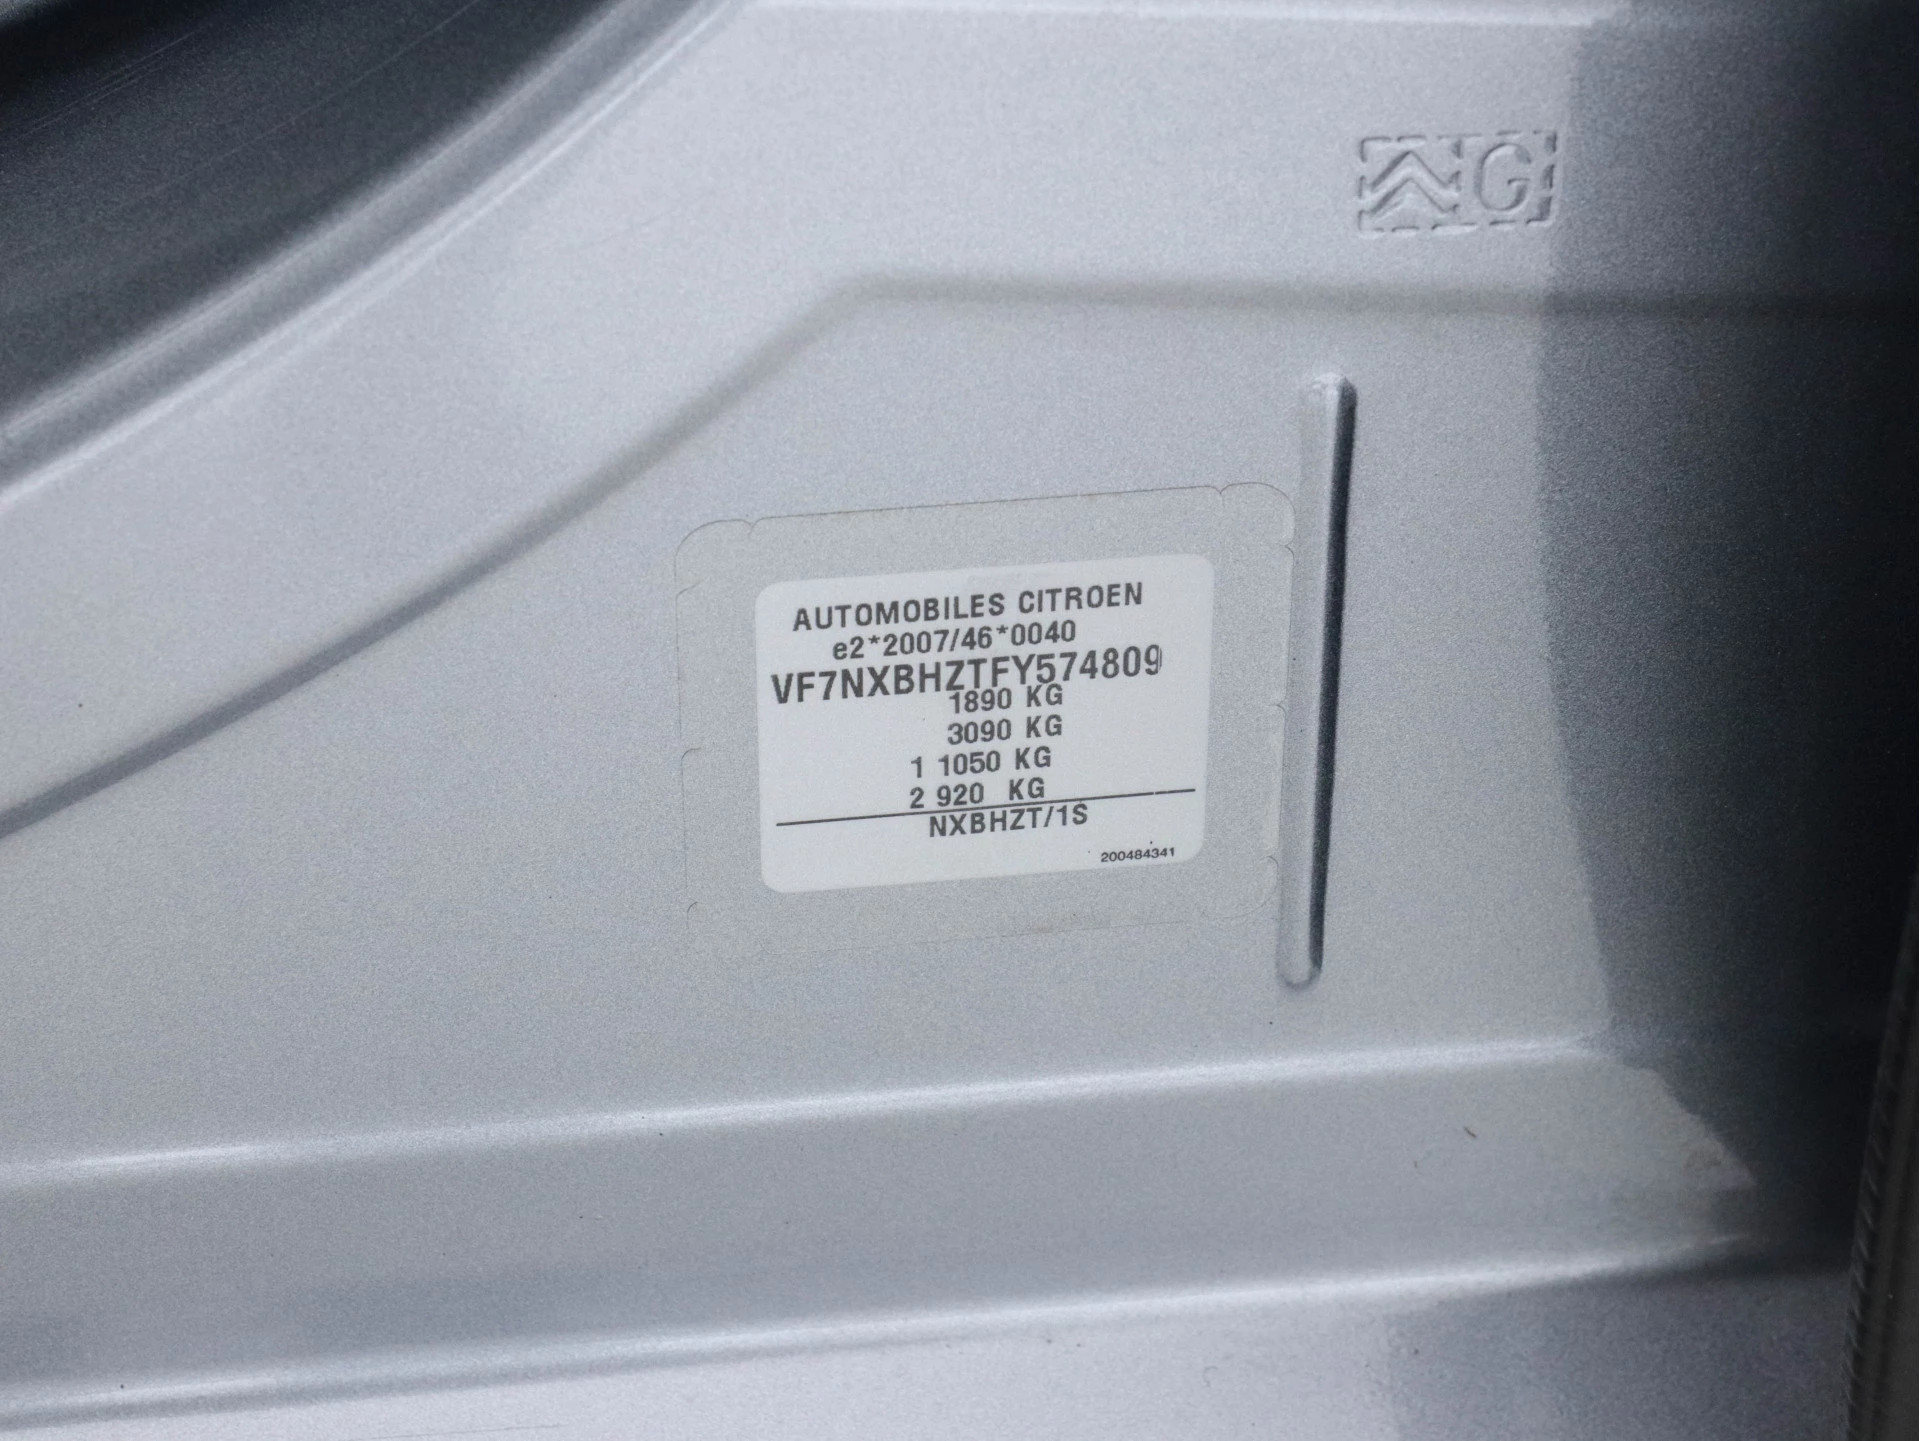 G
AUTOMOBILES CITROEN
e2*2007/46*0040
VF7NXBHZTFY574809
1890 KG
3090 KG
1 1050 KG
2 920 KG
NXBHZT/1S
200484341